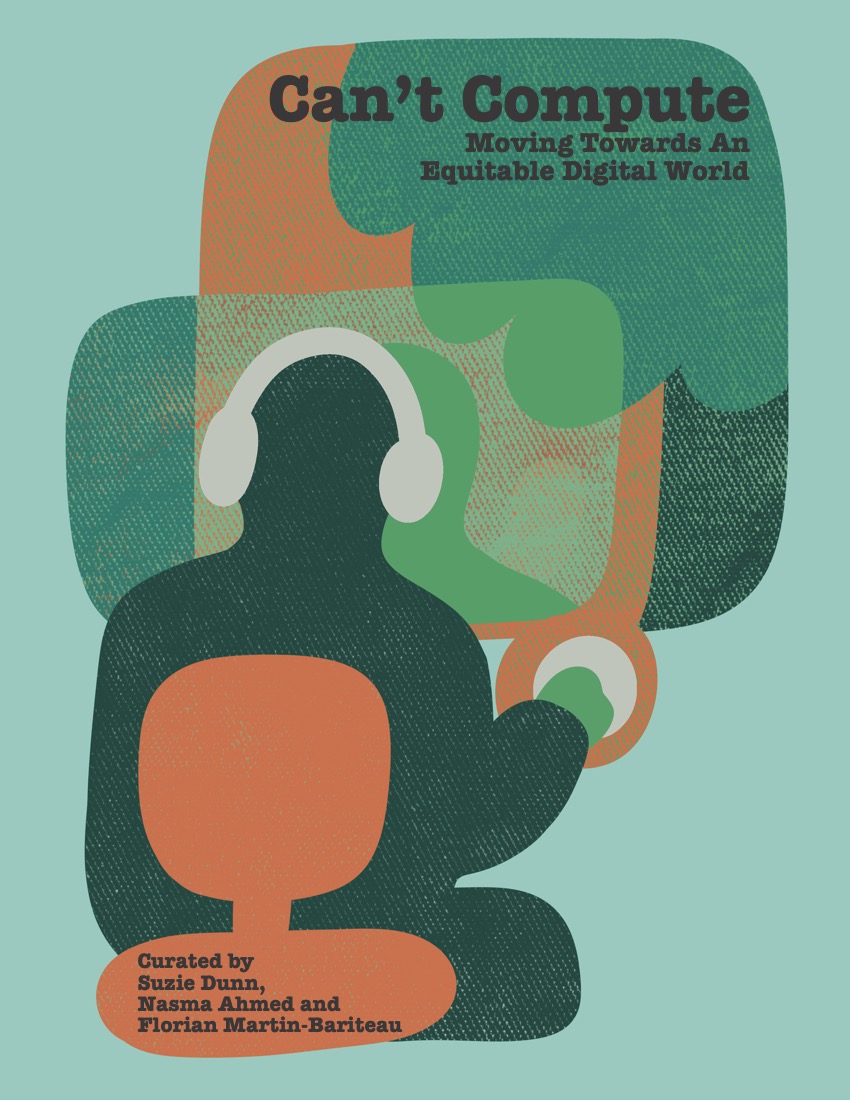 Can’t Compute
Moving Towards An
Equitable Digital World
Curated by
Suzie Dunn,
Nasma Ahmed and
Florian Martin-Bariteau